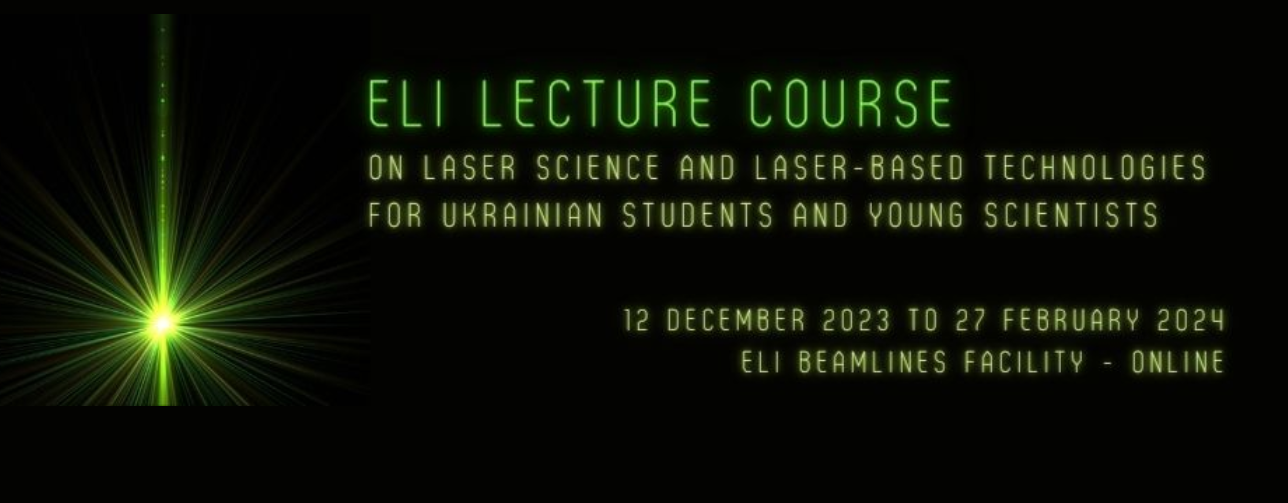 ELI LECTURE COURSE
ON LASER SCIENCE AND LASER-BASED TECHNOLOGIES
FOR UKRAINIAN STUDENTS AND YOUNG SCIENTISTS
12 DECEMBER 2023 TO 27 FEBRUARY 2024
ELI BEAMLINES FACILITY - ONLINE